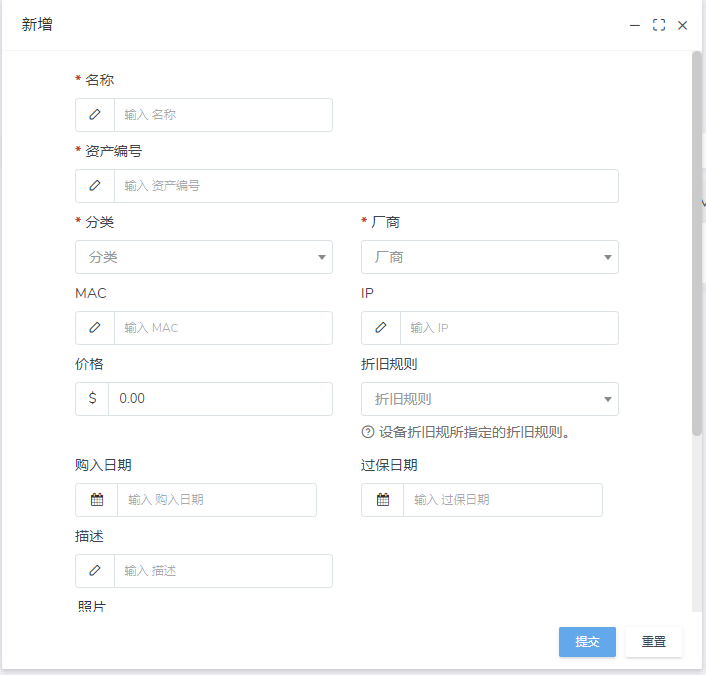 新增
* 名称
输入 名称
* 资产编号
输入 资产编号
* 分类
* 厂商
分类
厂商
MAC
IP
输入 MAC
输入 IP
价格
折旧规则
$ 0.00
折旧规则
设备折旧规所指定的折旧规则。
购入日期
过保日期
输入 购入日期
输入 过保日期
描述
输入 描述
照片
提交
重置